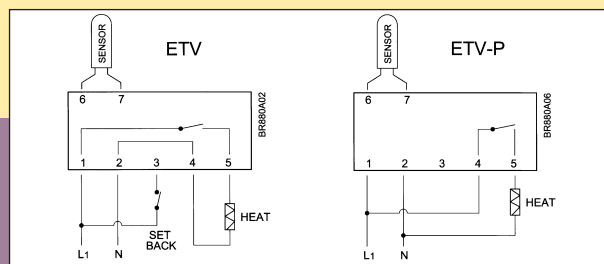 ETV
SENSOR
6 7
BR880A02
1 2 3 4 5
HEAT
SET
BACK
L1 N
ETV-P
SENSOR
6 7
BR880A06
1 2 3 4 5
HEAT
L1 N